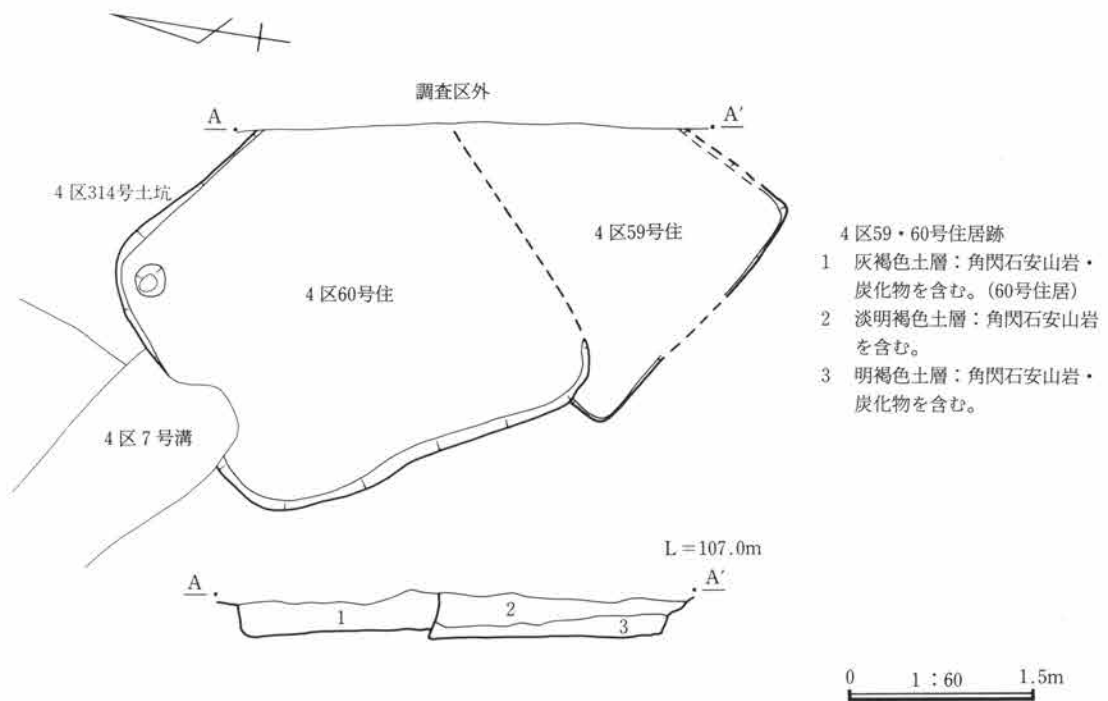 調査区外
A
A′
4区314号土坑
4区60号住
4区59号住
4区7号溝
4区59・60号住居跡
1 灰褐色土層：角閃石安山岩・
炭化物を含む。(60号住居)
2 淡明褐色土層：角閃石安山岩
を含む。
3 明褐色土層：角閃石安山岩・
炭化物を含む。
L＝107.0m
A
A′
1
2
3
0 1：60 1.5m